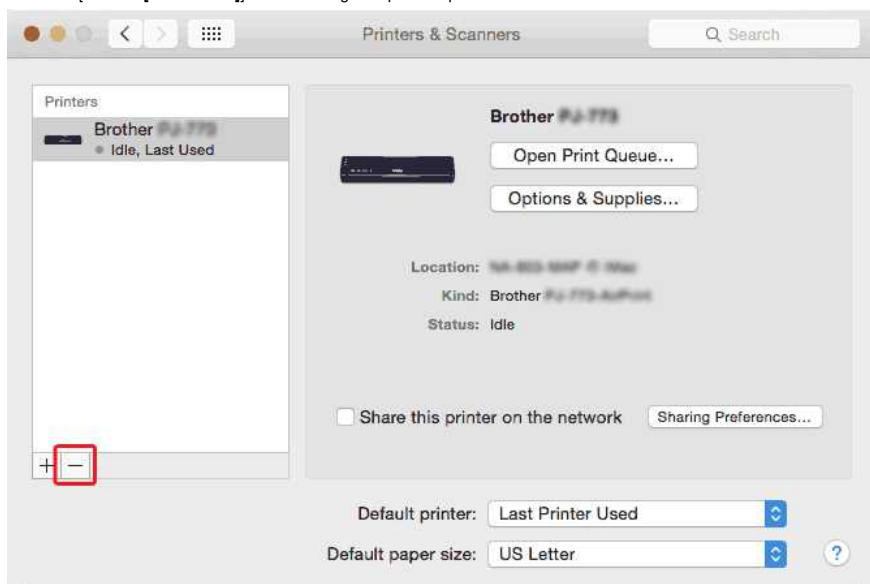 Printers & Scanners
Search
Printers
Brother
Idle, Last Used
Brother
Open Print Queue...
Options & Supplies...
Location:
Kind: Brother
Status: Idle
Share this printer on the network
Sharing Preferences...
+ −
Default printer: Last Printer Used
Default paper size: US Letter
?